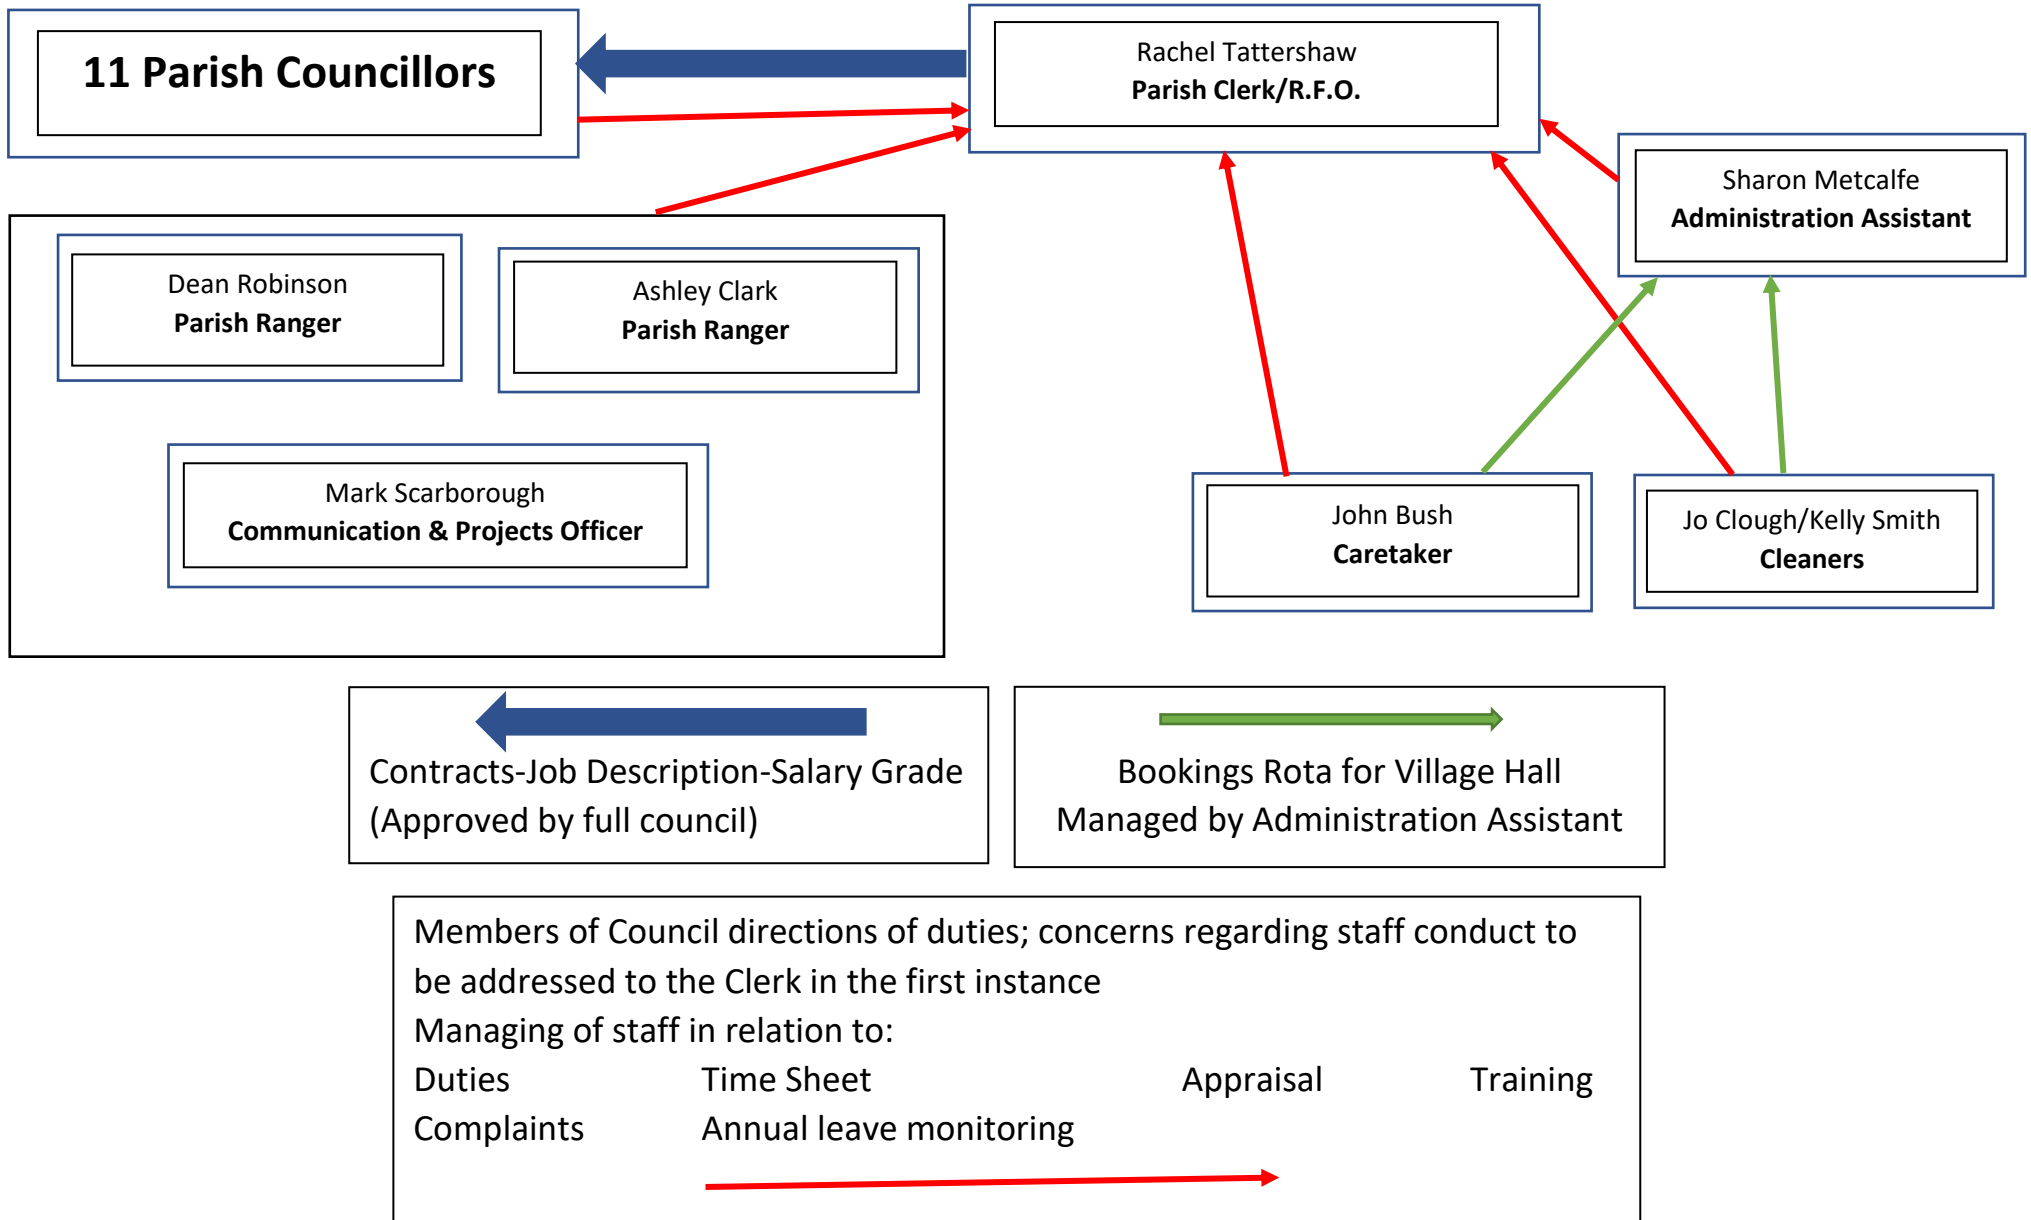 11 Parish Councillors
Rachel Tattershaw
Parish Clerk/R.F.O.
Sharon Metcalfe
Administration Assistant
Dean Robinson
Parish Ranger
Ashley Clark
Parish Ranger
Mark Scarborough
Communication & Projects Officer
John Bush
Caretaker
Jo Clough/Kelly Smith
Cleaners
Contracts-Job Description-Salary Grade
(Approved by full council)
Bookings Rota for Village Hall
Managed by Administration Assistant
Members of Council directions of duties; concerns regarding staff conduct to
be addressed to the Clerk in the first instance
Managing of staff in relation to:
Duties Time Sheet Appraisal Training
Complaints Annual leave monitoring